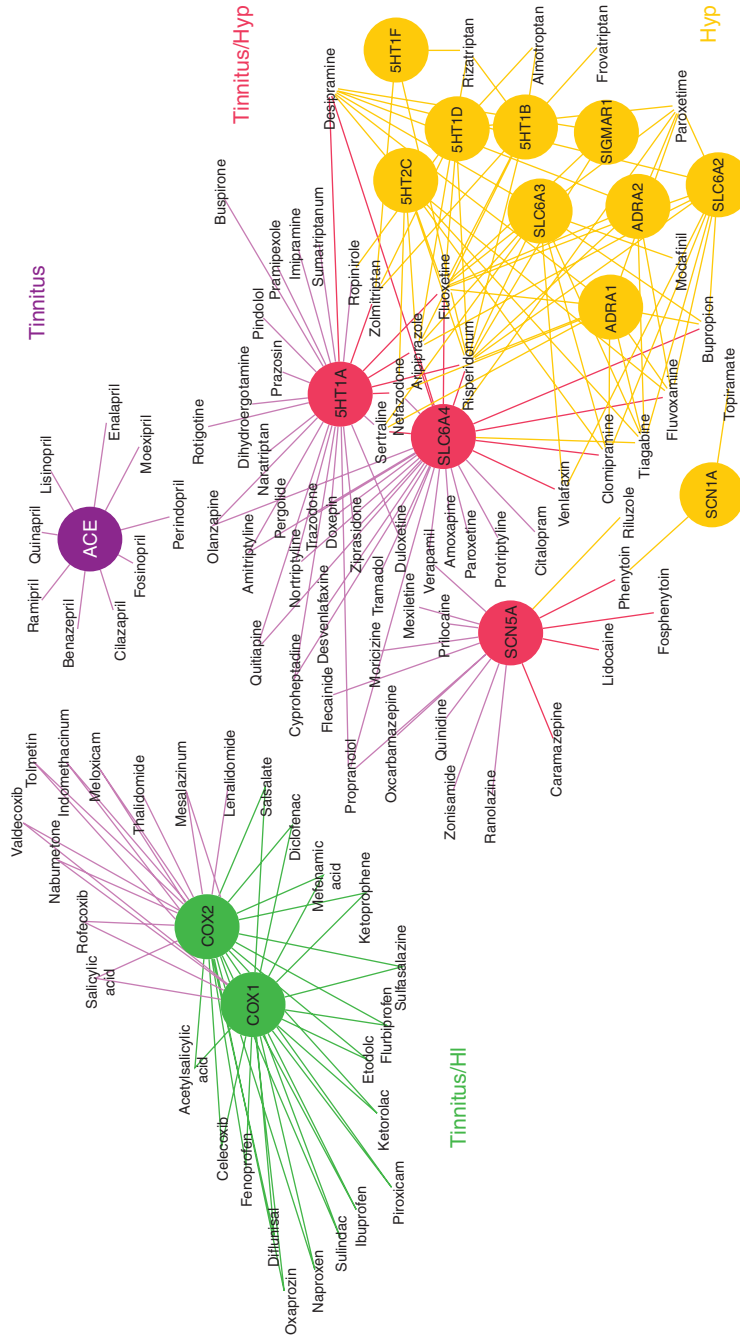 Valdecoxib
Tolmetin
Nabumetone
Indomethacinum
Meloxicam
Rofecoxib
Thalidomide
Salicylic
acid
Mesalazinum
Lenalidomide
Salsalate
COX2
Acetylsalicylic
acid
Diclofenac
COX1
Celecoxib
Mefenamic
acid
Fenoprofen
Ketoprophene
Diflunisal
Oxaprozin
Sulfasalazine
Naproxen
Flurbiprofen
Sulindac
Etodolc
Ibuprofen
Ketorolac
Piroxicam
Tinnitus/HI
Tinnitus
Ramipril
Quinapril
Lisinopril
Benazepril
ACE
Enalapril
Cilazapril
Moexipril
Fosinopril
Perindopril
Tinnitus/Hyp
Rotigotine
Buspirone
Olanzapine
Dihydroergotamine
Pindolol
Pramipexole
Naratriptan
Prazosin
Imipramine
Amitriptyline
Pergolide
Sumatriptanum
Quitiapine
Nortriptyline
Trazodone
Desipramine
Cyproheptadine
Doxepin
5HT1A
Ropinirole
Flecainide
Desvenlafaxine
Ziprasidone
Zolmitriptan
Propranolol
Moricizine
Tramadol
Duloxetine
Sertraline
Nefazodone
Aripiprazole
Oxcarbamazepine
Mexiletine
Verapamil
SLC6A4
Fluoxetine
Quinidine
Prilocaine
Amoxapine
Risperidonum
Zonisamide
Paroxetine
Ranolazine
SCN5A
Protriptyline
Citalopram
Caramazepine
Venlafaxin
Lidocaine
Clomipramine
Phenytoin
Riluzole
Tiagabine
Fosphenytoin
Fluvoxamine
5HT1F
5HT2C
5HT1D
Rizatriptan
5HT1B
Almotroptan
SLC6A3
SIGMAR1
Frovatriptan
ADRA1
ADRA2
Modafinil
Paroxetime
Bupropion
SLC6A2
SCN1A
Topiramate
Hyp